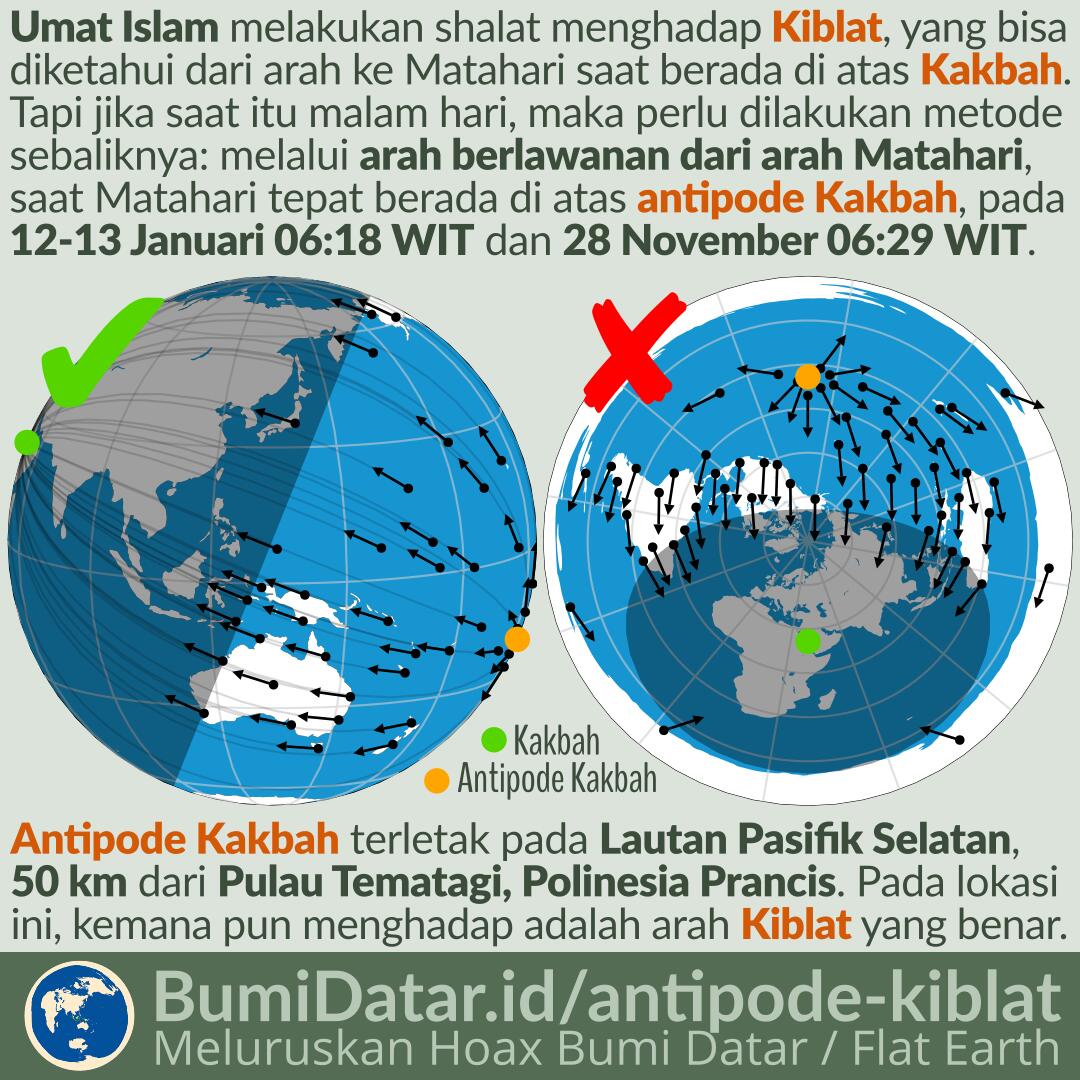 Umat Islam melakukan shalat menghadap Kiblat, yang bisa
diketahui dari arah ke Matahari saat berada di atas Kakbah.
Tapi jika saat itu malam hari, maka perlu dilakukan metode
sebaliknya: melalui arah berlawanan dari arah Matahari,
saat Matahari tepat berada di atas antipode Kakbah, pada
12-13 Januari 06:18 WIT dan 28 November 06:29 WIT.
Kakbah
Antipode Kakbah
Antipode Kakbah terletak pada Lautan Pasifik Selatan,
50 km dari Pulau Tematagi, Polinesia Prancis. Pada lokasi
ini, kemana pun menghadap adalah arah Kiblat yang benar.
BumiDatar.id/antipode-kiblat
Meluruskan Hoax Bumi Datar / Flat Earth